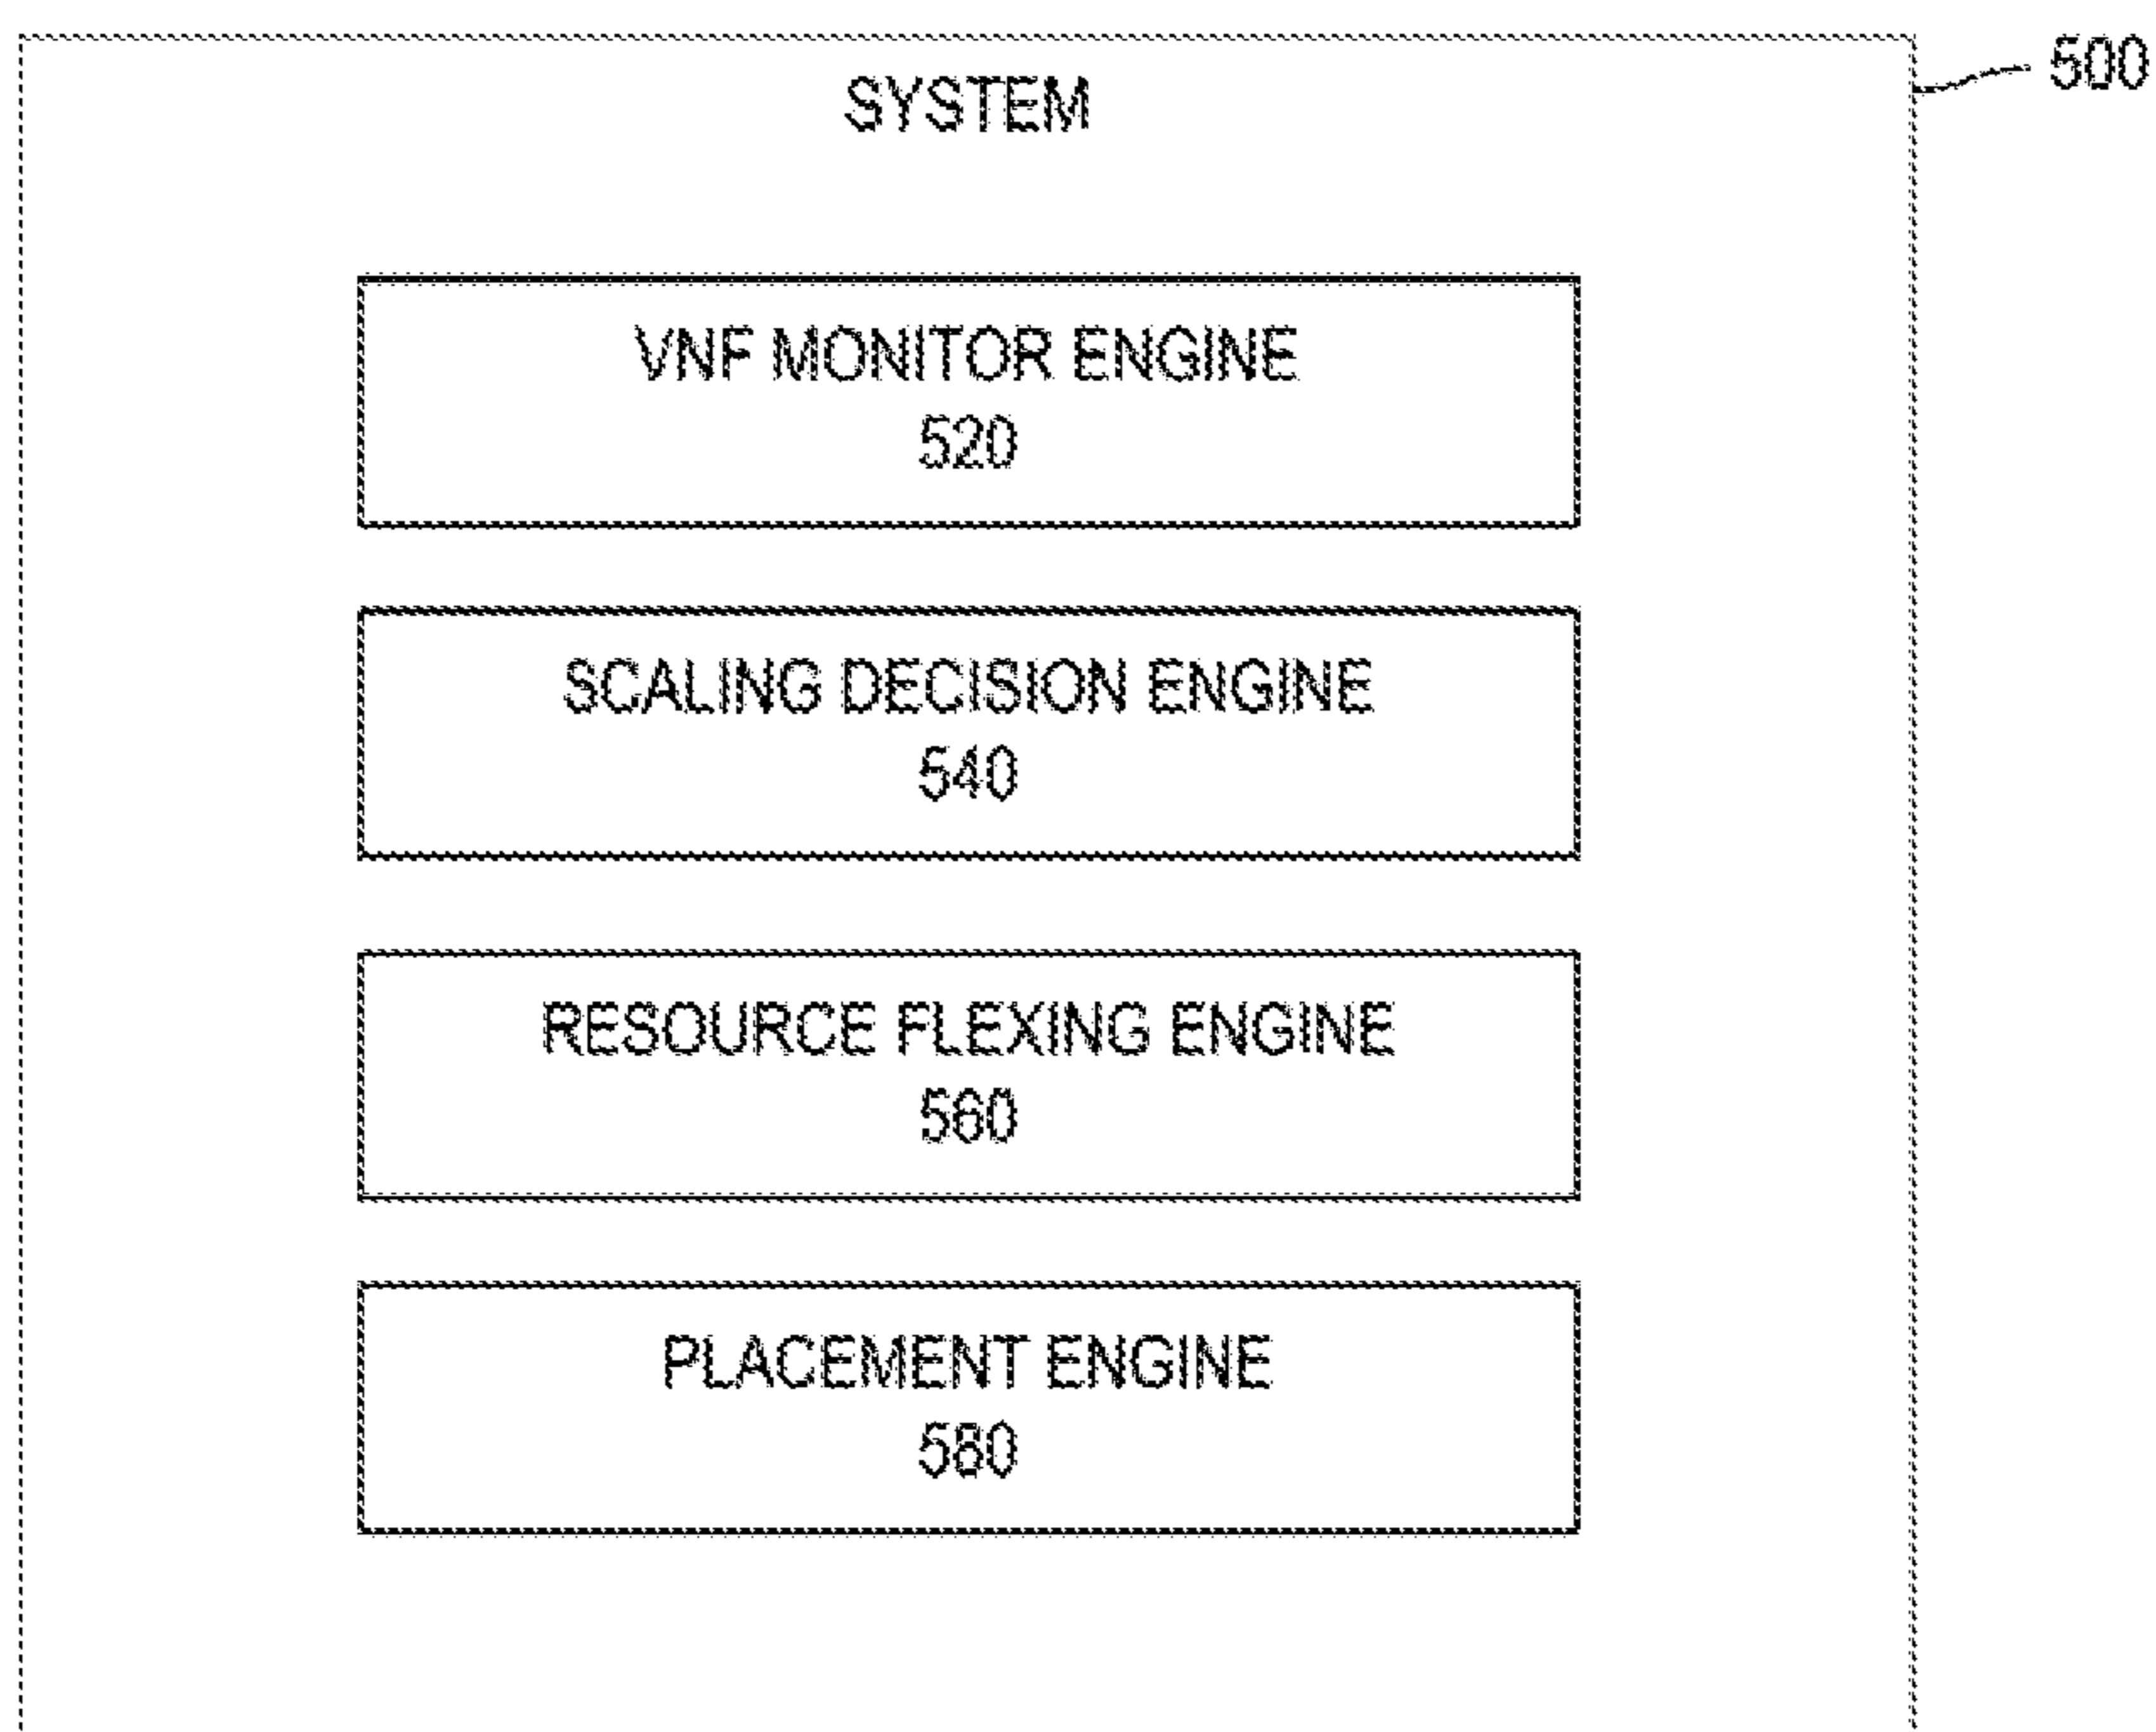 500
SYSTEM
VNF MONITOR ENGINE
520
SCALING DECISION ENGINE
540
RESOURCE FLEXING ENGINE
560
PLACEMENT ENGINE
580